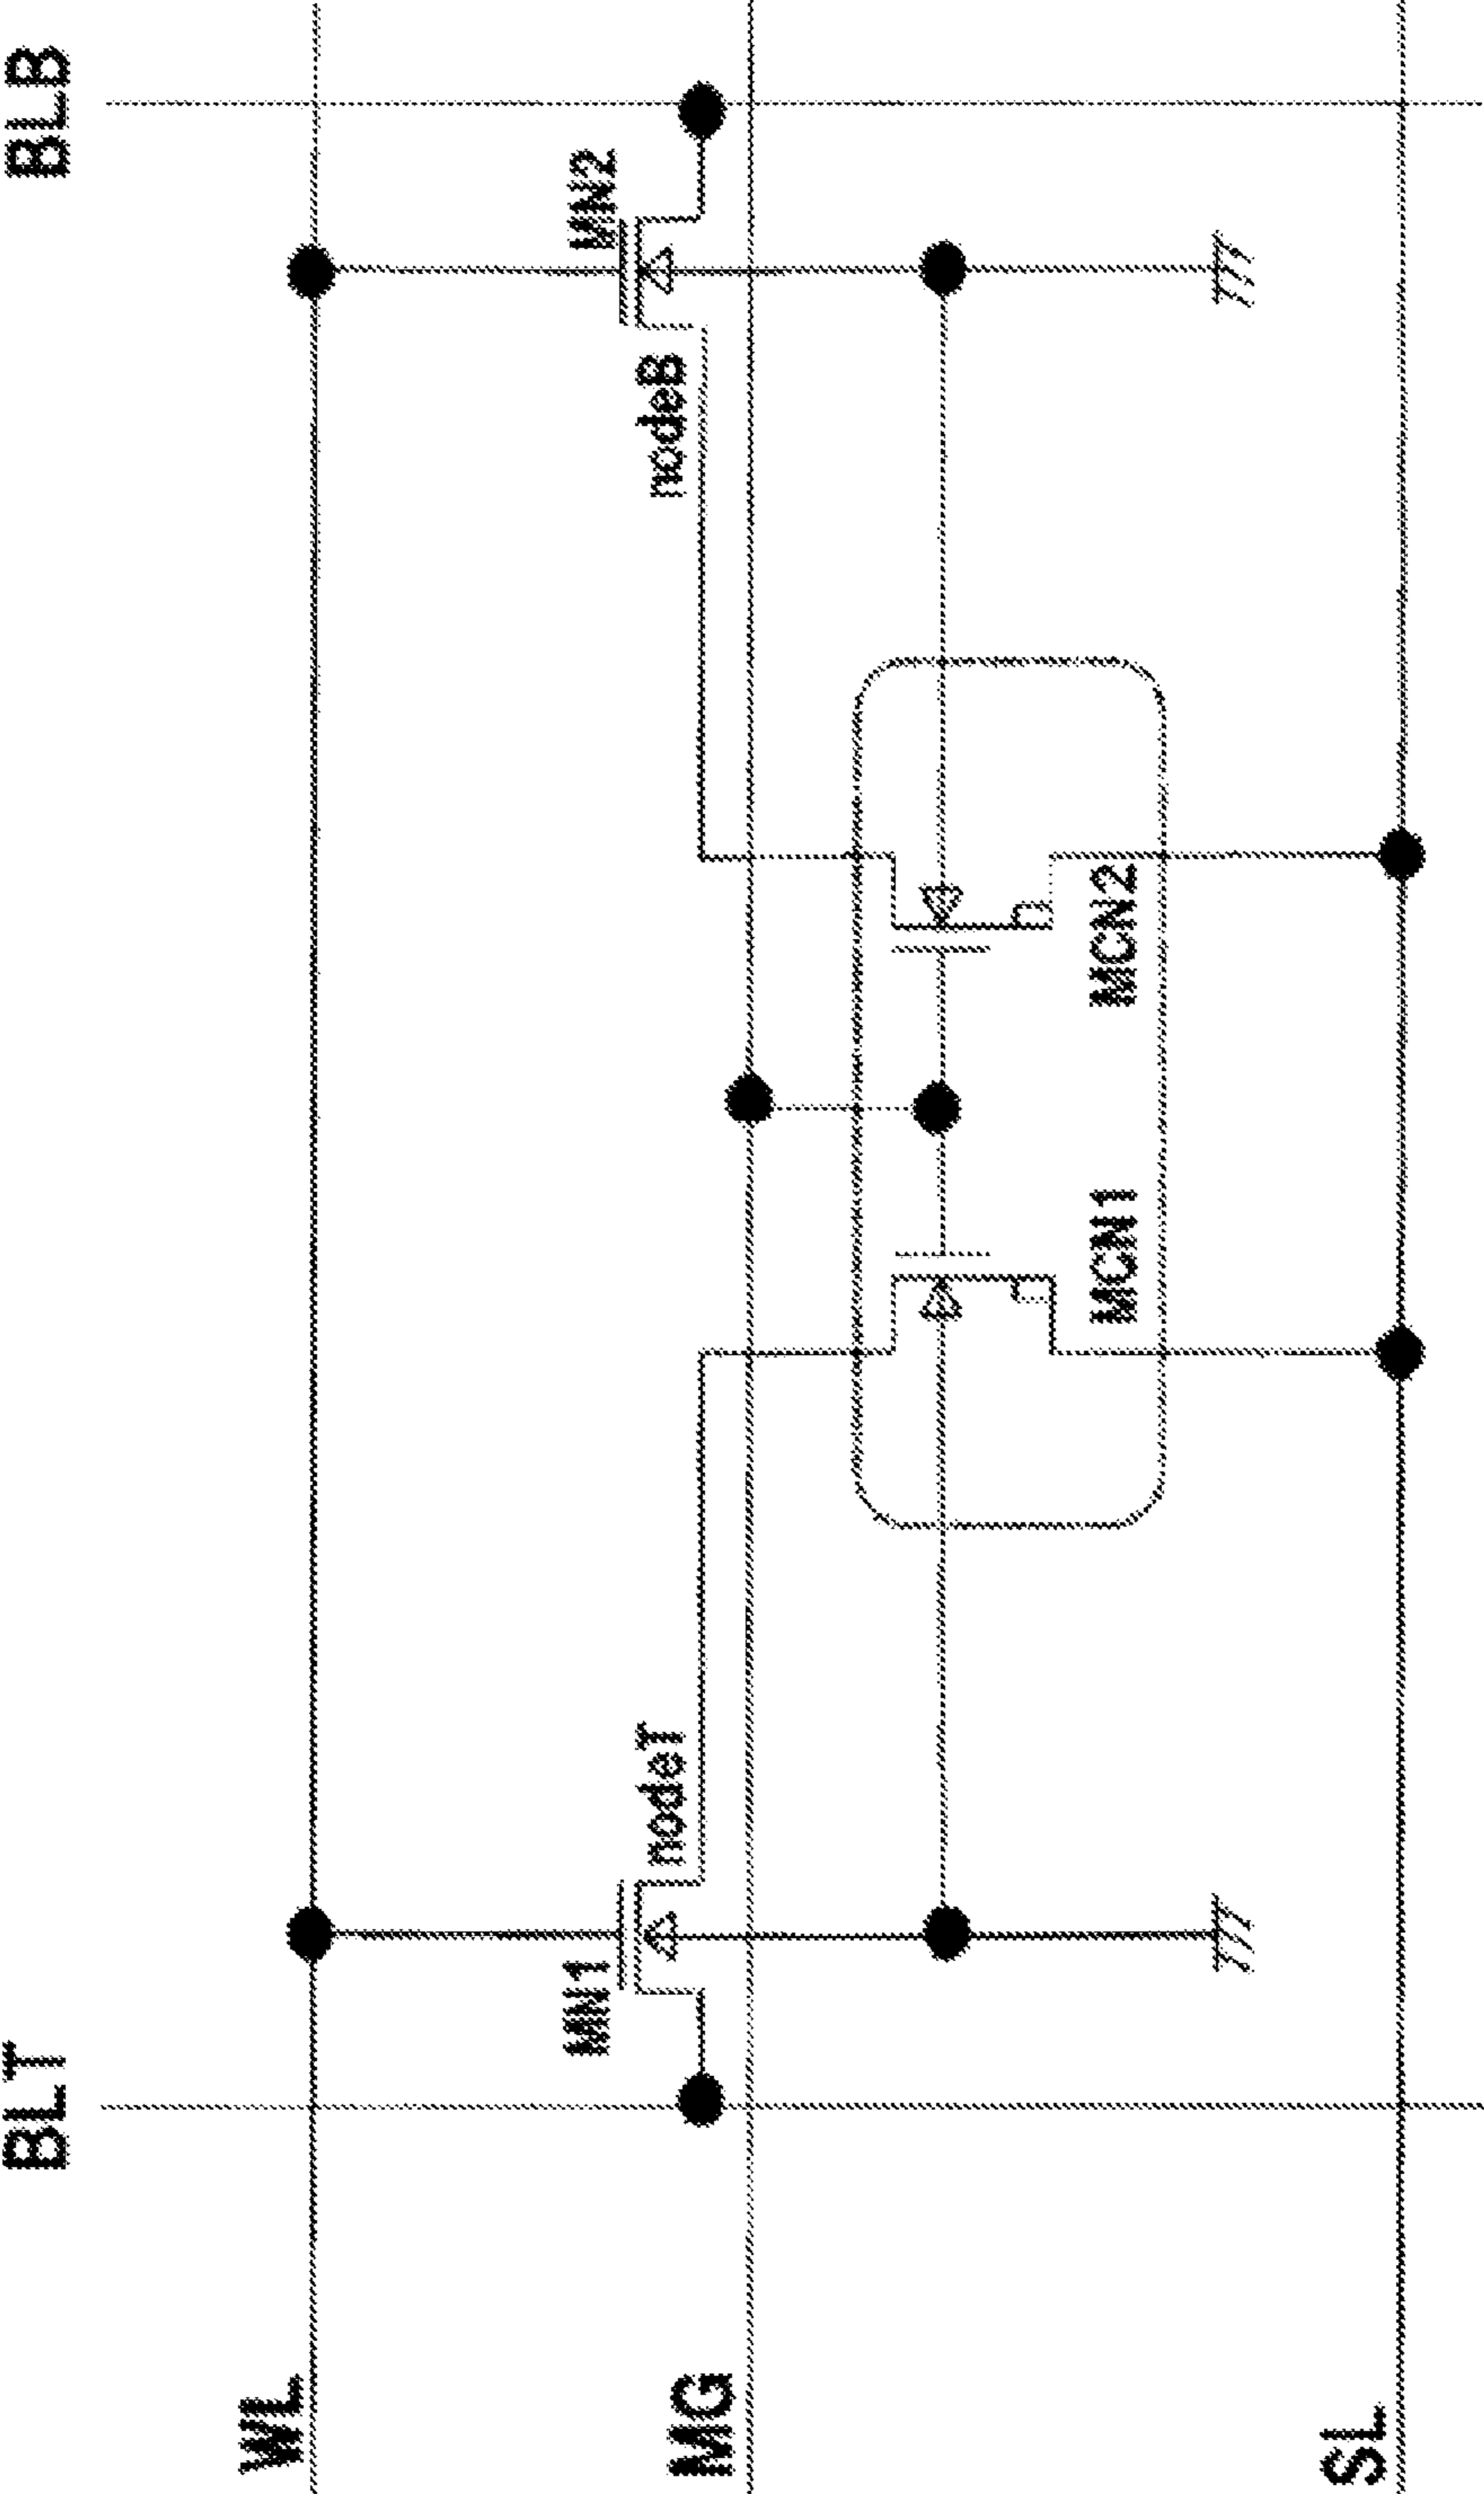 BLT
BLB
WL
MN1
nodeT
nodeB
MN2
MG
MCN1
MCN2
SL